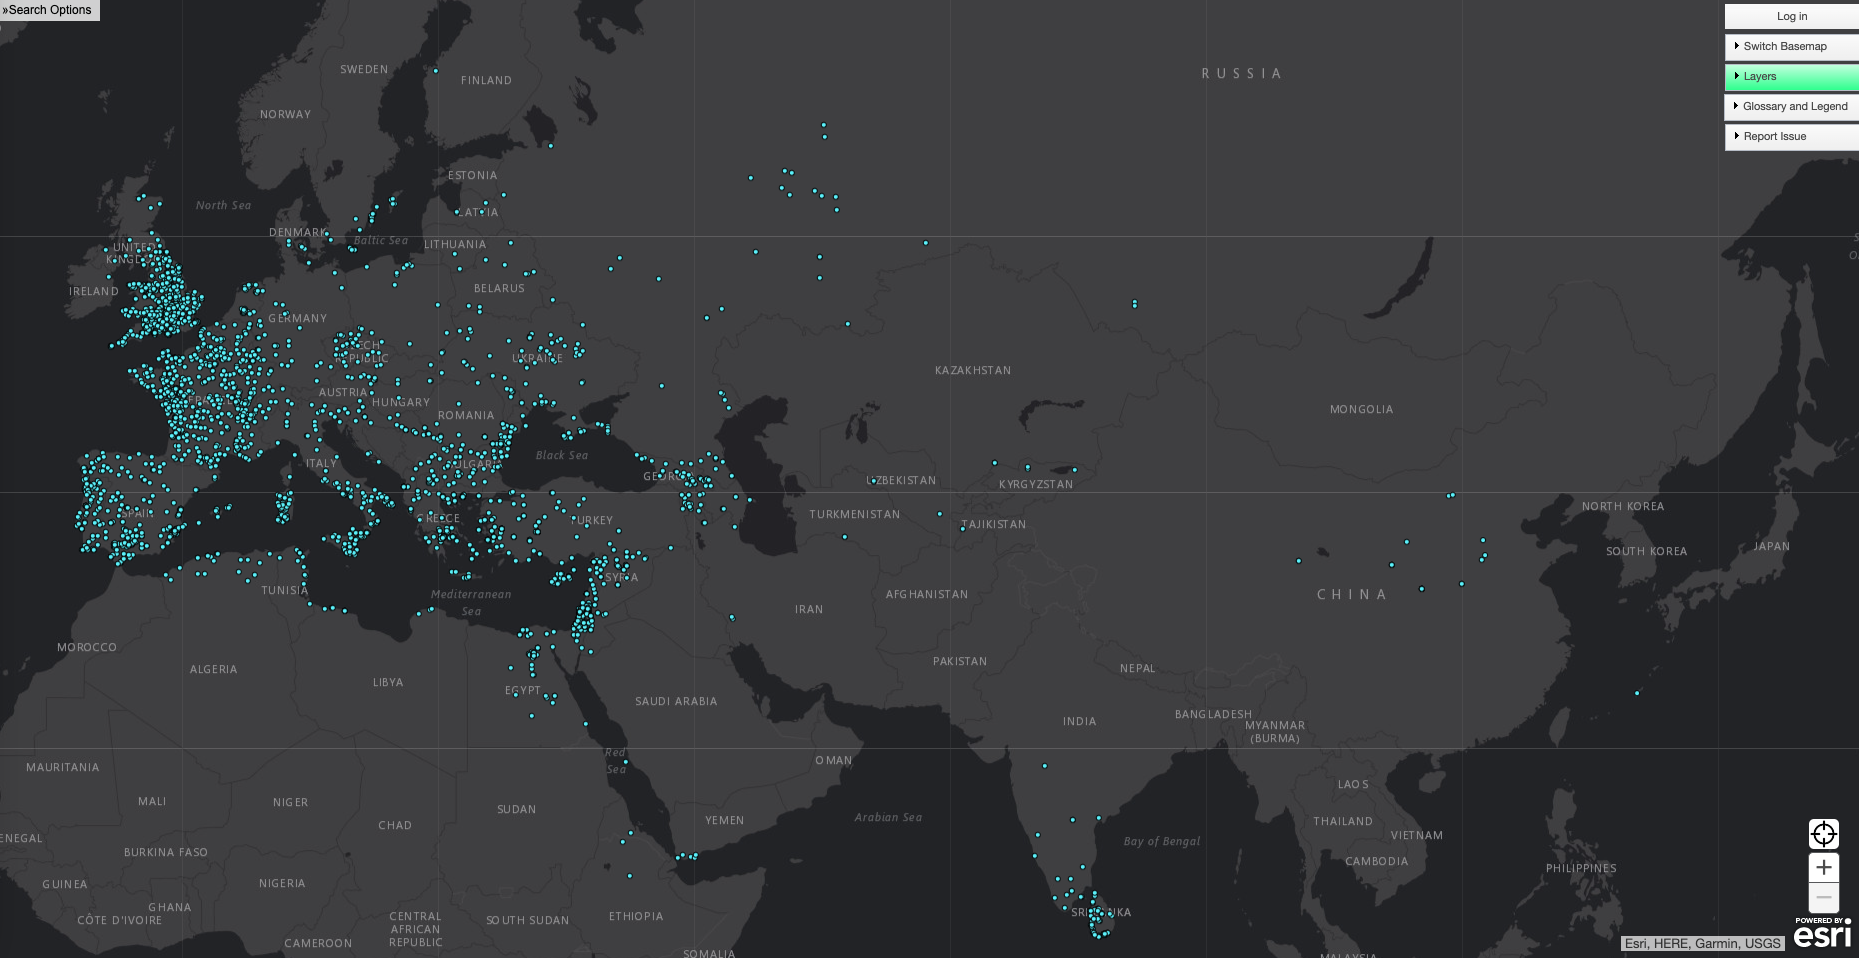 »Search Options
Log in
Switch Basemap
Layers
Glossary and Legend
Report Issue
RUSSIA
SWEDEN
FINLAND
NORWAY
ESTONIA
North Sea
LATVIA
DENMARK
Baltic Sea
LITHUANIA
UNITED
KINGDOM
IRELAND
BELARUS
GERMANY
CZECH
REPUBLIC
UKRAINE
KAZAKHSTAN
AUSTRIA
HUNGARY
FRANCE
ROMANIA
MONGOLIA
Black Sea
ITALY
BULGARIA
GEORGIA
UZBEKISTAN
KYRGYZSTAN
NORTH KOREA
SPAIN
GREECE
TURKEY
TURKMENISTAN
TAJIKISTAN
JAPAN
SOUTH KOREA
SYRIA
TUNISIA
Mediterranean
Sea
AFGHANISTAN
CHINA
IRAN
MOROCCO
PAKISTAN
NEPAL
ALGERIA
LIBYA
EGYPT
SAUDI ARABIA
BANGLADESH
INDIA
MYANMAR
(BURMA)
Red
Sea
OMAN
MAURITANIA
LAOS
MALI
NIGER
SUDAN
Arabian Sea
YEMEN
THAILAND
CHAD
VIETNAM
ENEGAL
Bay of Bengal
BURKINA FASO
CAMBODIA
PHILIPPINES
GUINEA
NIGERIA
GHANA
CÔTE D'IVOIRE
CENTRAL
AFRICAN
REPUBLIC
SOUTH SUDAN
ETHIOPIA
SRI LANKA
CAMEROON
SOMALIA
MALAYSIA
POWERED BY
esri
Esri, HERE, Garmin, USGS